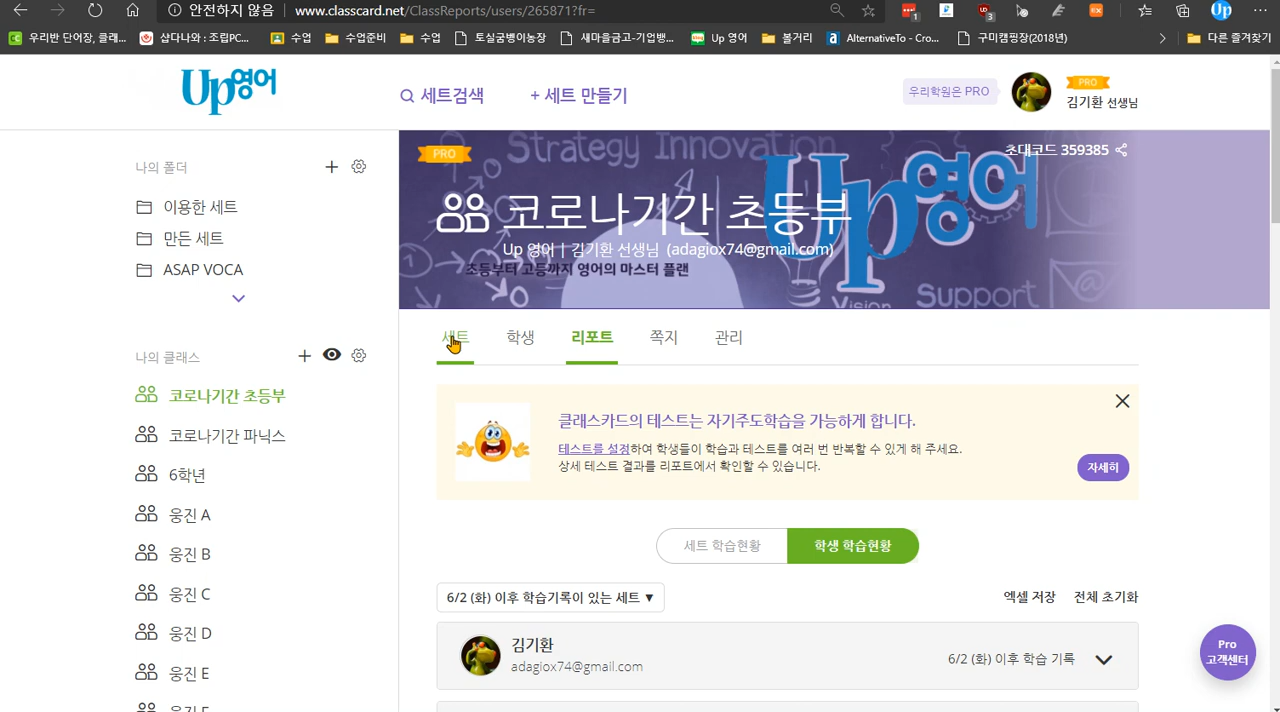 안전하지 않음 | www.classcard.net/ClassReports/users/265871?fr=
우리반 단어장, 클래... 샵다나와 : 조립PC... 수업 수업준비 수업 토실굼벵이농장 새마을금고-기업뱅... Up 영어 볼거리 AlternativeTo - Cro... 구미캠핑장(2018년) 다른 즐겨찾기
Up영어
세트검색
+ 세트 만들기
우리학원은 PRO
PRO
김기환 선생님
나의 폴더
이용한 세트
만든 세트
ASAP VOCA
나의 클래스
코로나기간 초등부
코로나기간 파닉스
6학년
웅진 A
웅진 B
웅진 C
웅진 D
웅진 E
웅진 F
PRO
Strategy Innovation
초대코드 359385
코로나기간 초등부
Up영어
Up 영어 | 김기환 선생님 (adagiox74@gmail.com)
초등부터 고등까지 영어의 마스터 플랜
Vision
Support
세트 학생 리포트 쪽지 관리
클래스카드의 테스트는 자기주도학습을 가능하게 합니다.
테스트를 설정하여 학생들이 학습과 테스트를 여러 번 반복할 수 있게 해 주세요.
상세 테스트 결과를 리포트에서 확인할 수 있습니다.
자세히
세트 학습현황 학생 학습현황
6/2 (화) 이후 학습기록이 있는 세트 ▼
엑셀 저장 전체 초기화
김기환
adagiox74@gmail.com
6/2 (화) 이후 학습 기록
Pro
고객센터